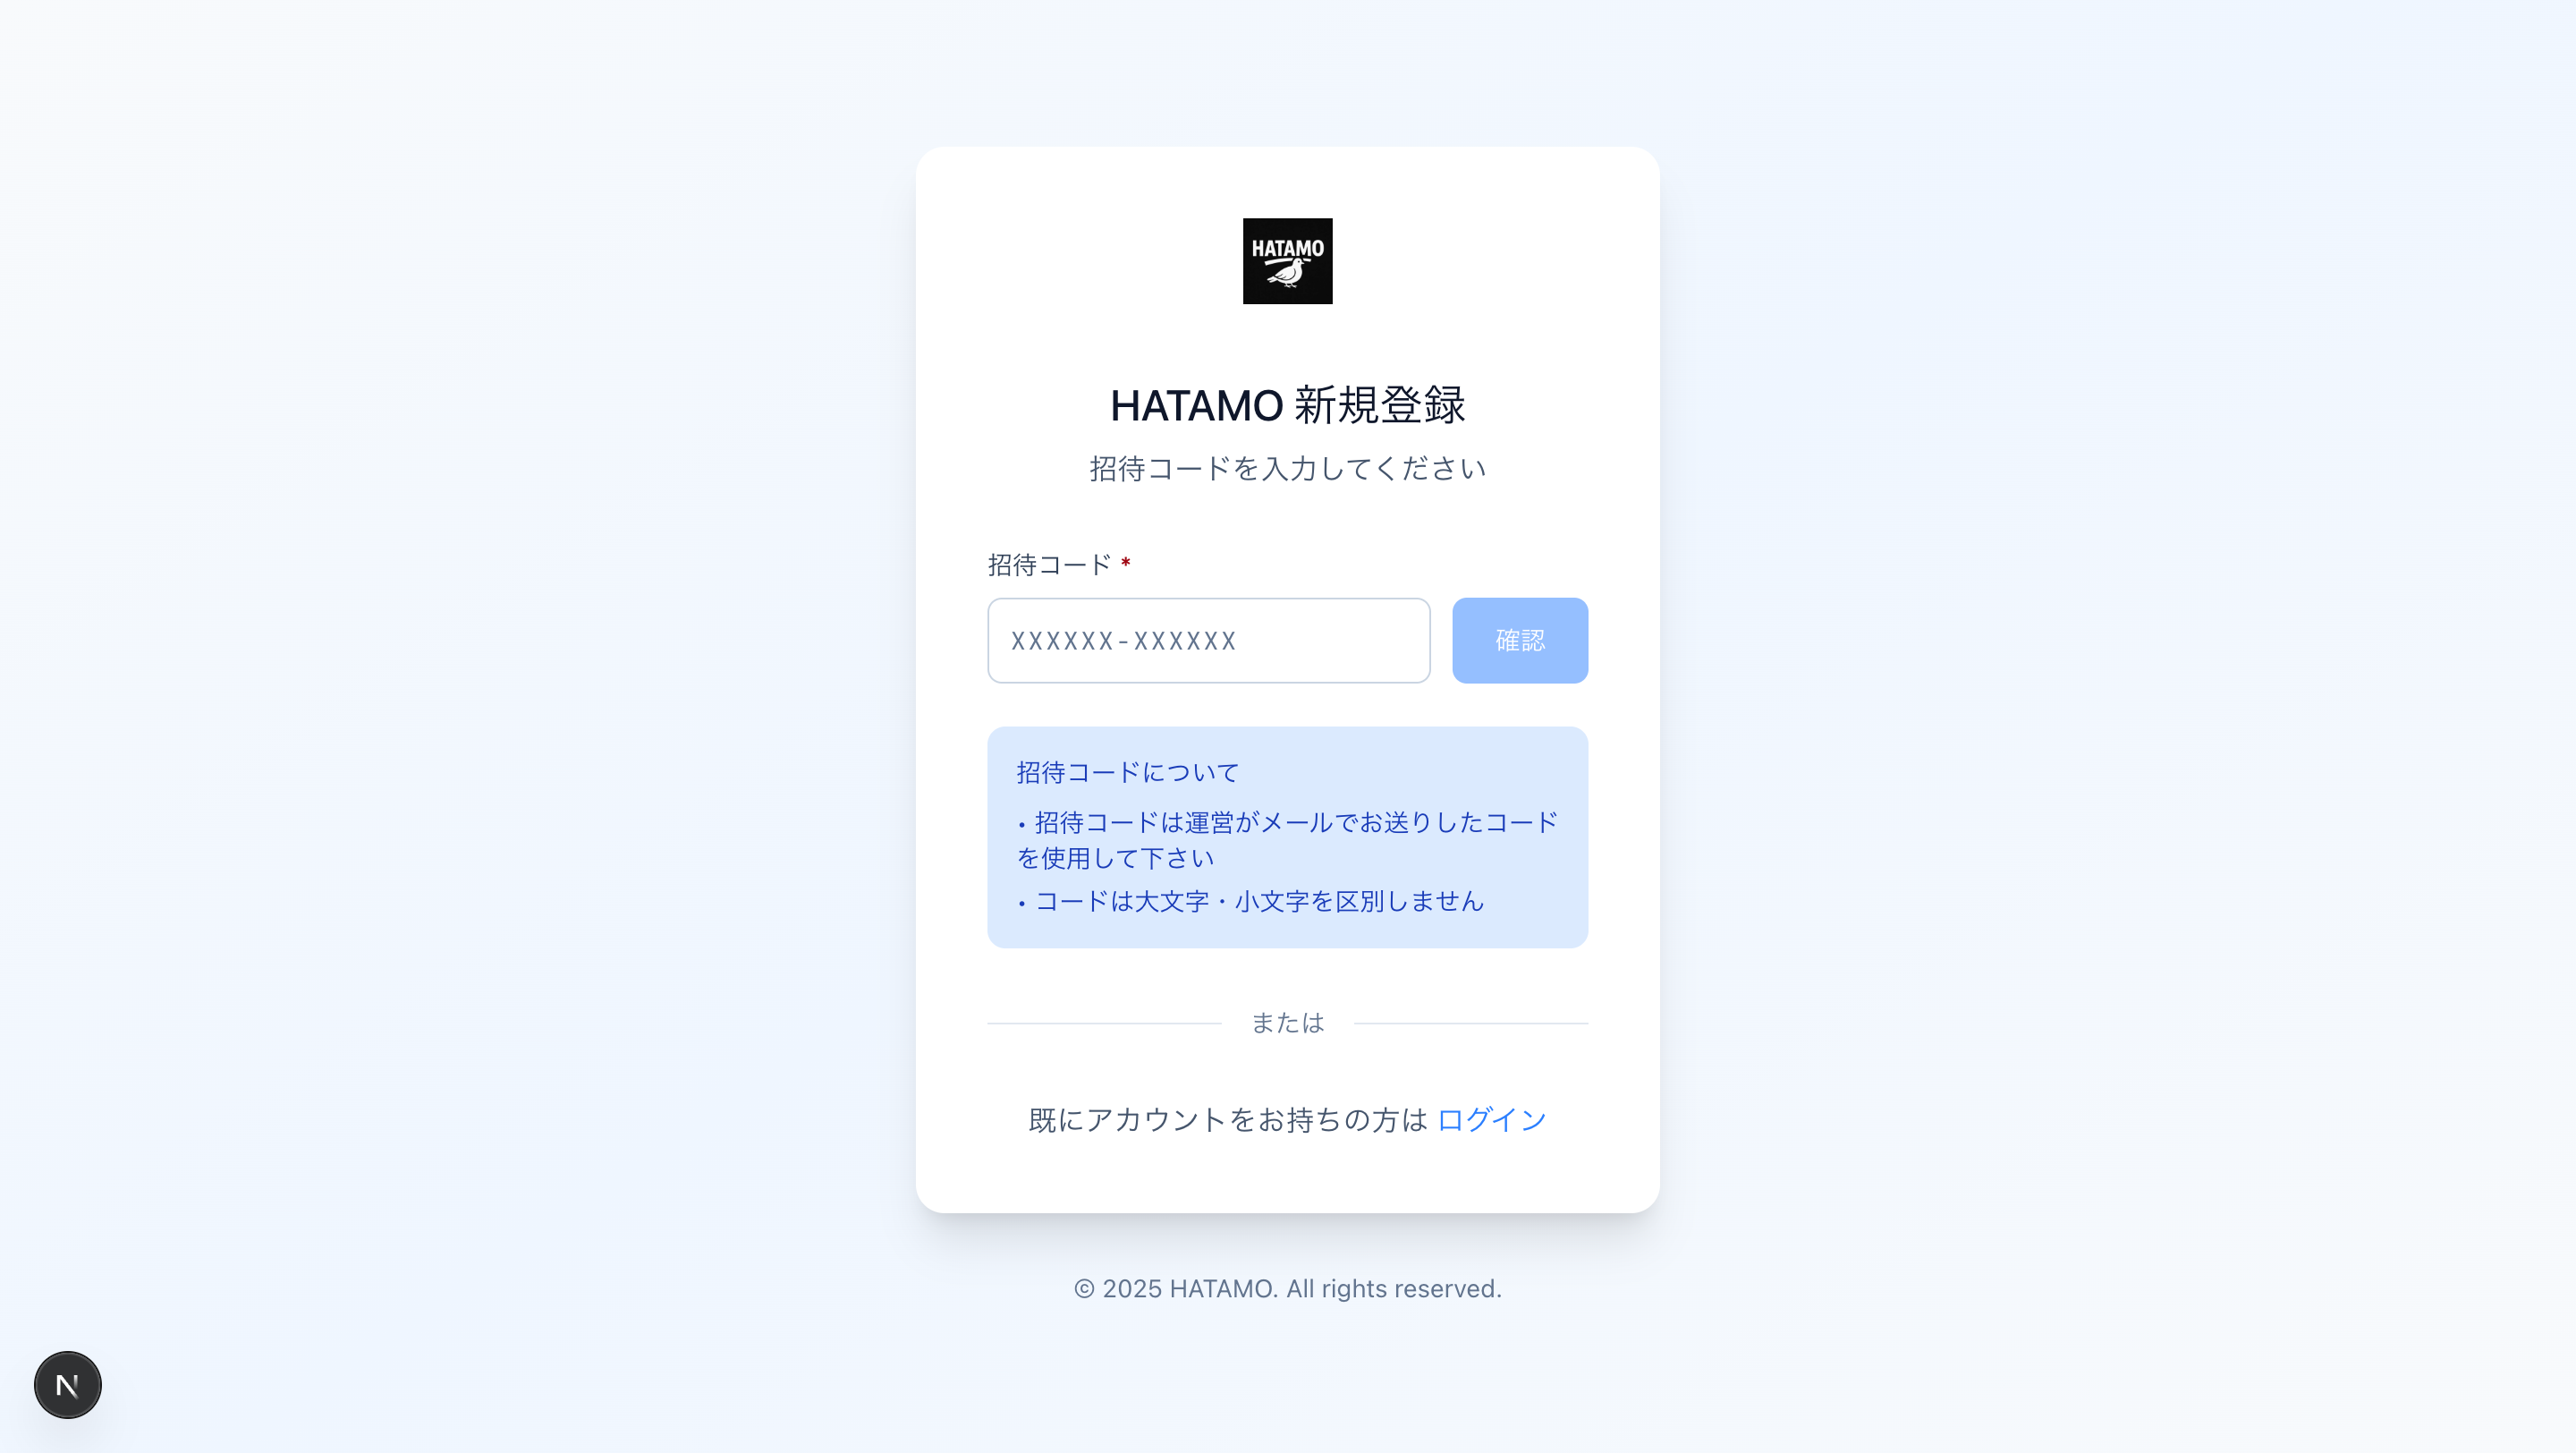 HATAMO
HATAMO 新規登録
招待コードを入力してください
招待コード *
XXXXXX-XXXXXX
確認
招待コードについて
• 招待コードは運営がメールでお送りしたコード
を使用して下さい
• コードは大文字・小文字を区別しません
または
既にアカウントをお持ちの方は ログイン
© 2025 HATAMO. All rights reserved.
N